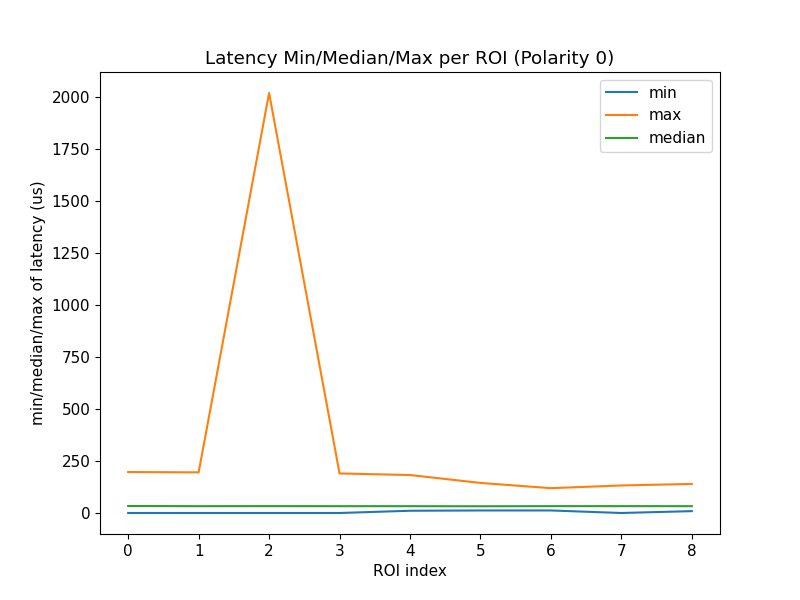 Latency Min/Median/Max per ROI (Polarity 0)
min
max
median
min/median/max of latency (us)
2000
1750
1500
1250
1000
750
500
250
0
0 1 2 3 4 5 6 7 8
ROI index